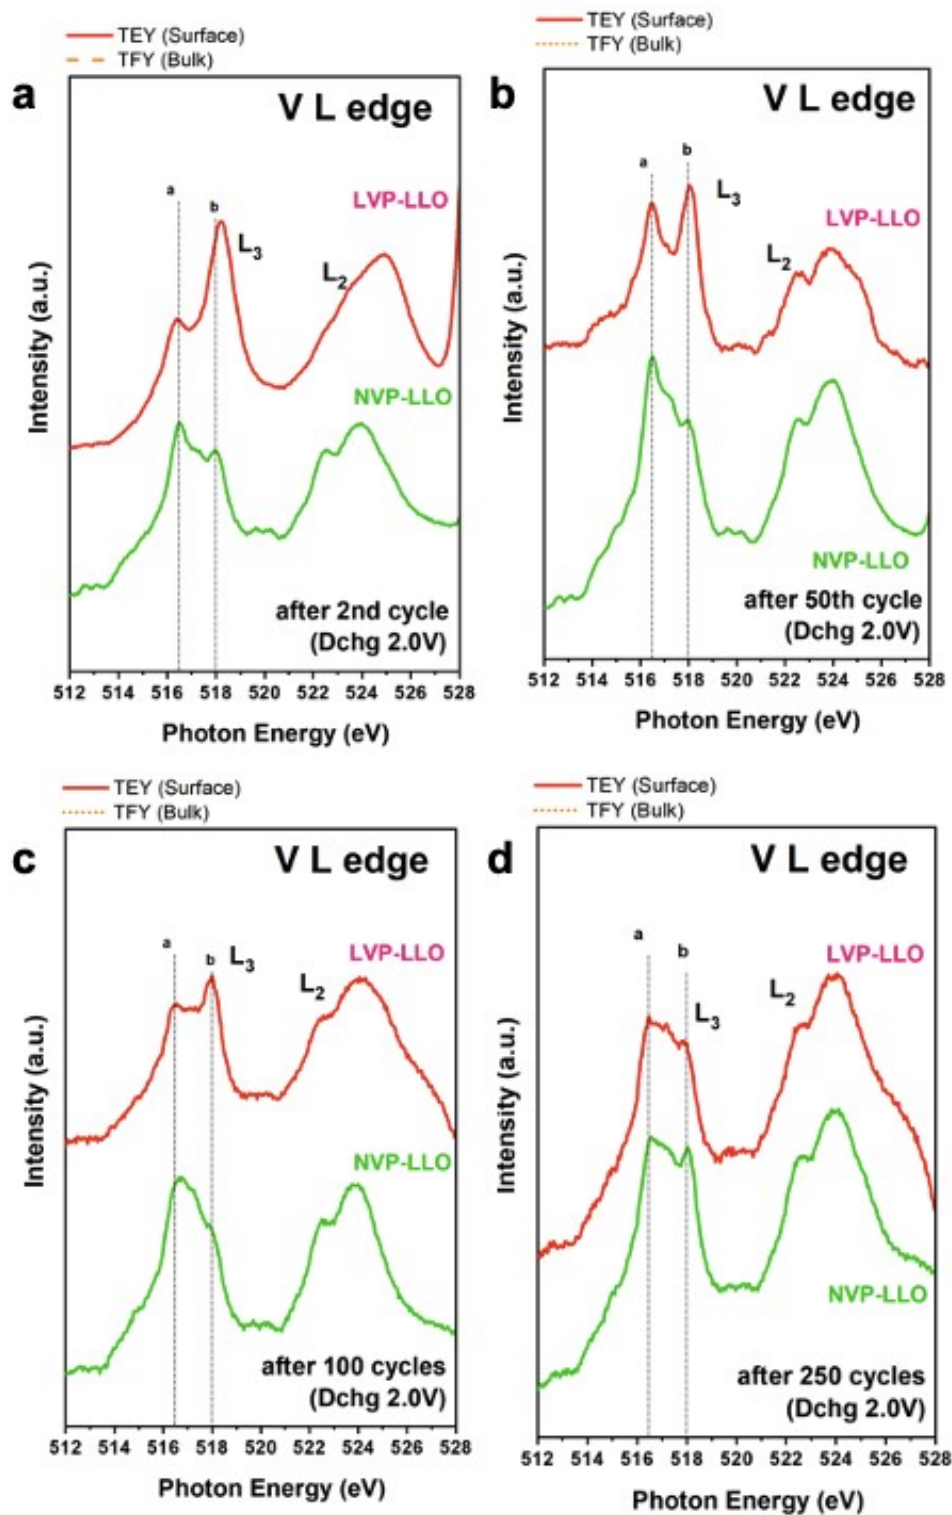 TEY (Surface)
TFY (Bulk)
a
V L edge
a
b
LVP-LLO
L3
L2
NVP-LLO
after 2nd cycle
(Dchg 2.0V)
Intensity (a.u.)
512 514 516 518 520 522 524 526 528
Photon Energy (eV)
TEY (Surface)
TFY (Bulk)
b
V L edge
a
b
L3
LVP-LLO
L2
NVP-LLO
after 50th cycle
(Dchg 2.0V)
Intensity (a.u.)
512 514 516 518 520 522 524 526 528
Photon Energy (eV)
TEY (Surface)
TFY (Bulk)
c
V L edge
a
b
L3
LVP-LLO
L2
NVP-LLO
after 100 cycles
(Dchg 2.0V)
Intensity (a.u.)
512 514 516 518 520 522 524 526 528
Photon Energy (eV)
TEY (Surface)
TFY (Bulk)
d
V L edge
a
b
LVP-LLO
L2
L3
NVP-LLO
after 250 cycles
(Dchg 2.0V)
Intensity (a.u.)
512 514 516 518 520 522 524 526 528
Photon Energy (eV)